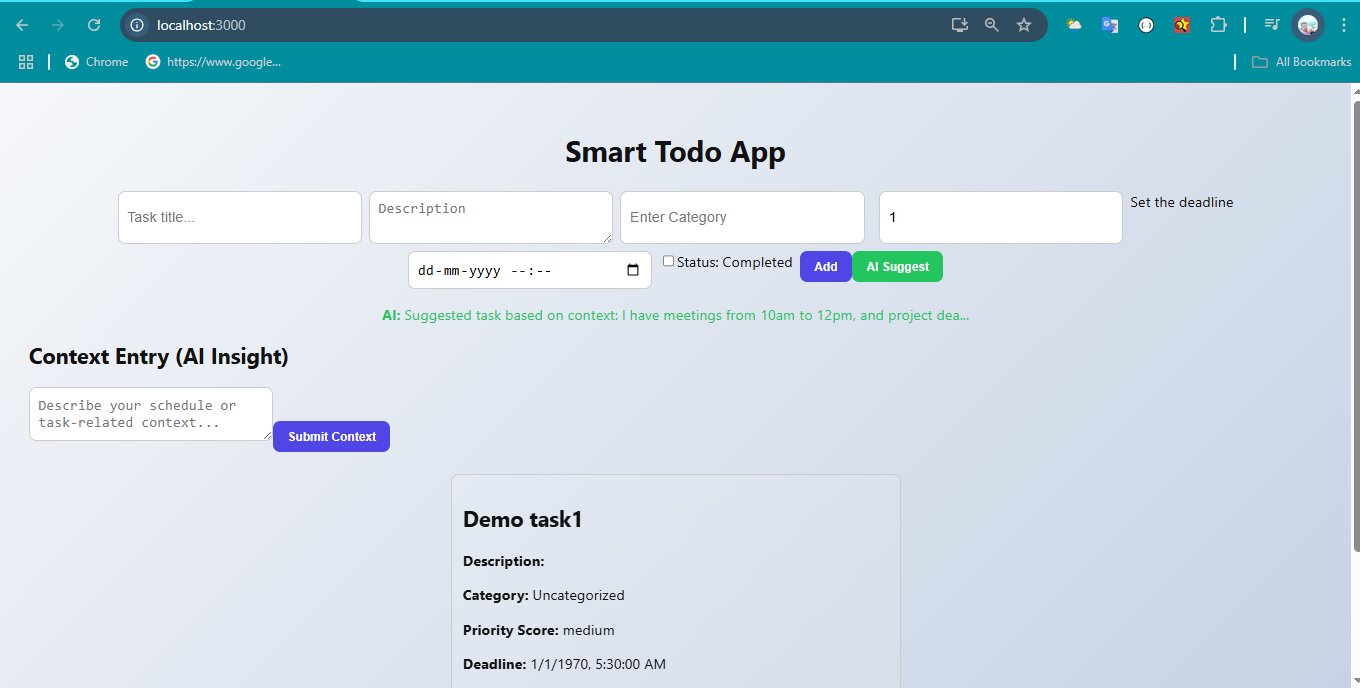 localhost:3000
Chrome
https://www.google...
All Bookmarks
Smart Todo App
Task title...
Description
Enter Category
1
Set the deadline
dd-mm-yyyy --:--
Status: Completed
Add
AI Suggest
AI: Suggested task based on context: I have meetings from 10am to 12pm, and project dea...
Context Entry (AI Insight)
Describe your schedule or
task-related context...
Submit Context
Demo task1
Description:
Category: Uncategorized
Priority Score: medium
Deadline: 1/1/1970, 5:30:00 AM